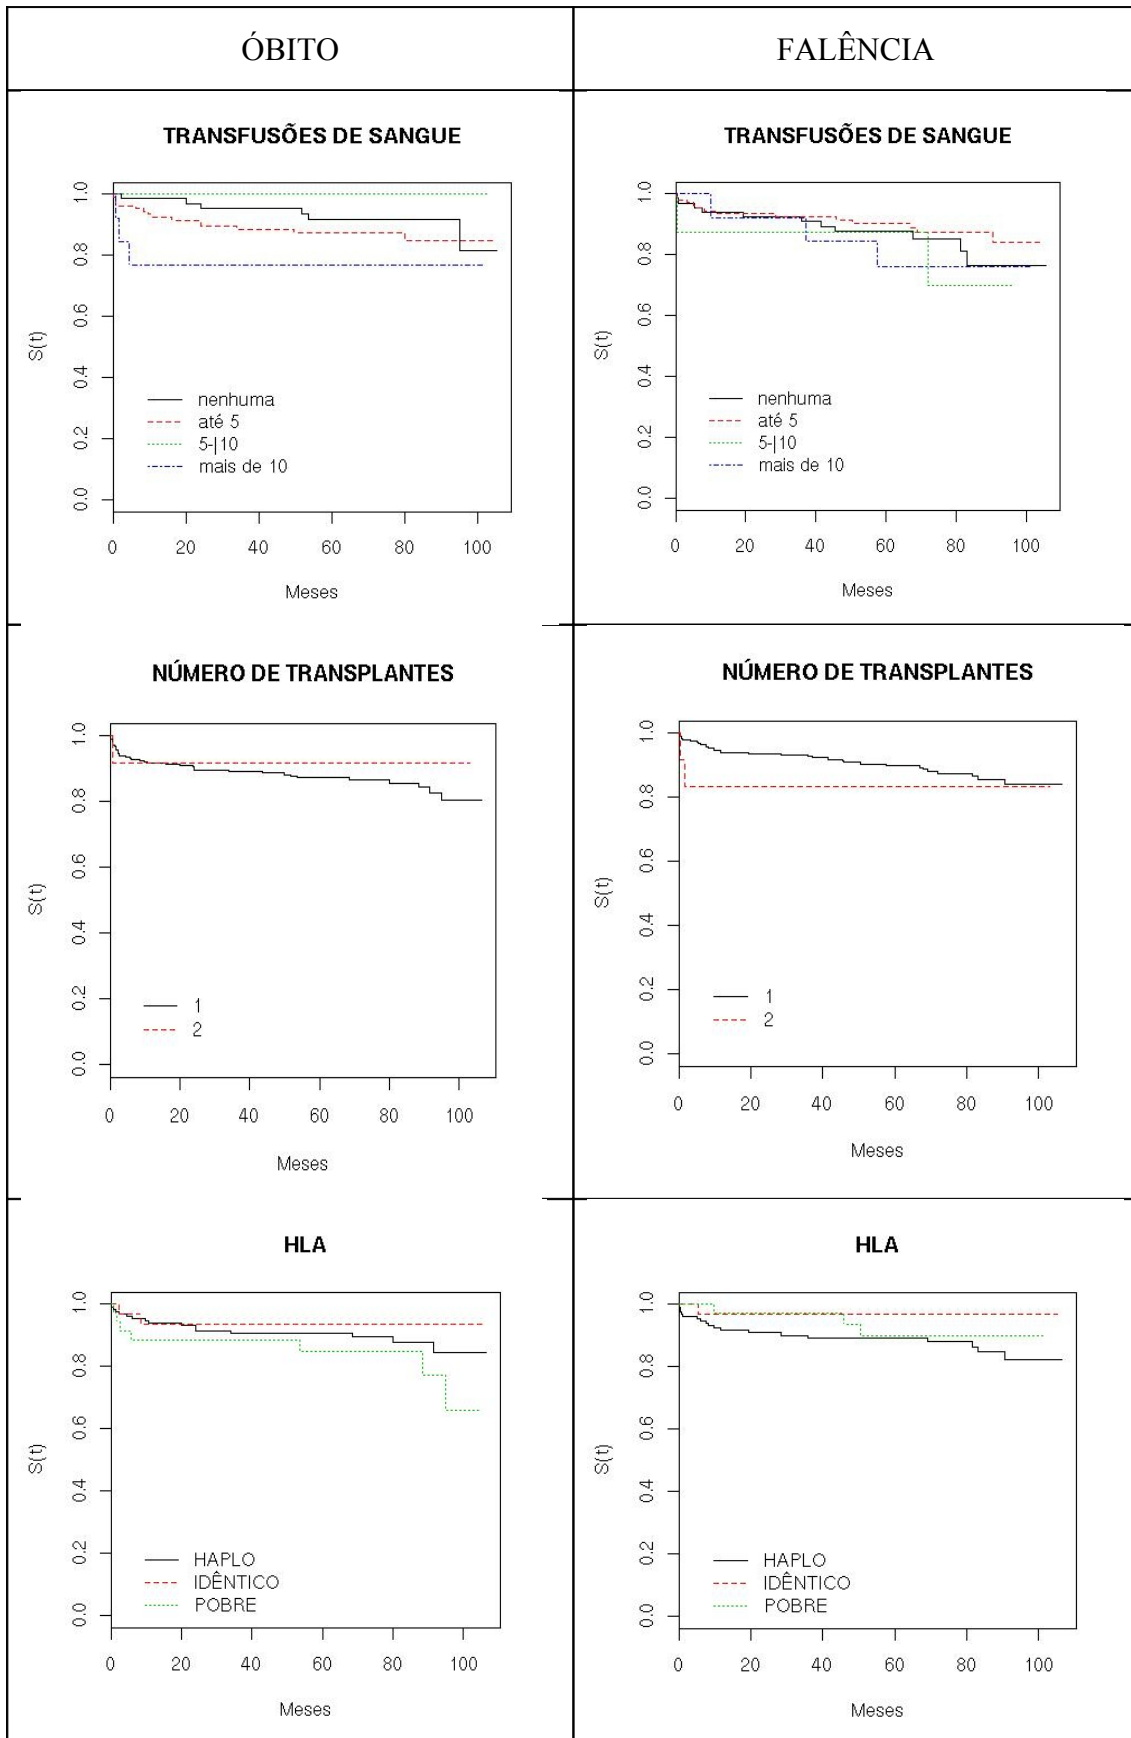 ÓBITO
FALÊNCIA
TRANSFUSÕES DE SANGUE
S(t)
1.0
0.8
0.6
0.4
0.2
0.0
nenhuma
até 5
5-|10
mais de 10
0 20 40 60 80 100
Meses
TRANSFUSÕES DE SANGUE
S(t)
1.0
0.8
0.6
0.4
0.2
0.0
nenhuma
até 5
5-|10
mais de 10
0 20 40 60 80 100
Meses
NÚMERO DE TRANSPLANTES
S(t)
1.0
0.8
0.6
0.4
0.2
0.0
1
2
0 20 40 60 80 100
Meses
NÚMERO DE TRANSPLANTES
S(t)
1.0
0.8
0.6
0.4
0.2
0.0
1
2
0 20 40 60 80 100
Meses
HLA
S(t)
1.0
0.8
0.6
0.4
0.2
0.0
HAPLO
IDÊNTICO
POBRE
0 20 40 60 80 100
Meses
HLA
S(t)
1.0
0.8
0.6
0.4
0.2
0.0
HAPLO
IDÊNTICO
POBRE
0 20 40 60 80 100
Meses